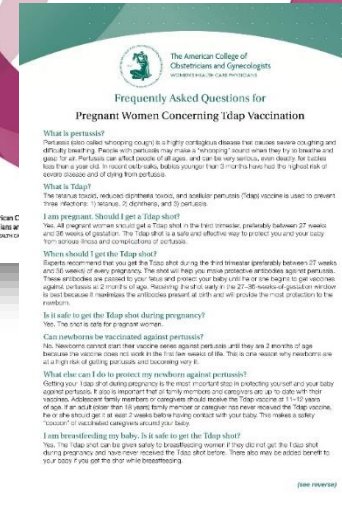 The American College of
Obstetricians and Gynecologists
WOMEN'S HEALTH CARE PHYSICIANS
Frequently Asked Questions for
Pregnant Women Concerning Tdap Vaccination
What is pertussis?
Pertussis (also called whooping cough) is a highly contagious disease that causes severe coughing and
difficulty breathing. People with pertussis may make a "whooping" sound when they try to breathe and
gasp for air. Pertussis can affect people of all ages, and can be very serious, even deadly, for babies
less than a year old. In recent outbreaks, babies younger than 3 months have had the highest risk of
severe disease and of dying from pertussis.
What is Tdap?
The tetanus toxoid, reduced diphtheria toxoid, and acellular pertussis (Tdap) vaccine is used to prevent
three infections: 1) tetanus, 2) diphtheria, and 3) pertussis.
I am pregnant. Should I get a Tdap shot?
Yes. All pregnant women should get a Tdap shot in the third trimester, preferably between 27 weeks
and 36 weeks of gestation. The Tdap shot is a safe and effective way to protect you and your baby
from serious illness and complications of pertussis.
When should I get the Tdap shot?
Experts recommend that you get the Tdap shot during the third trimester (preferably between 27 weeks
and 36 weeks) of every pregnancy. The shot will help you make protective antibodies against pertussis.
These antibodies are passed to your fetus and protect your baby until he or she begins to get vaccines
against pertussis at 2 months of age. Receiving the shot early in the 27–36-weeks-of-gestation window
is best because it maximizes the antibodies present at birth and will provide the most protection to the
newborn.
Is it safe to get the Tdap shot during pregnancy?
Yes. The shot is safe for pregnant women.
Can newborns be vaccinated against pertussis?
No. Newborns cannot start their vaccine series against pertussis until they are 2 months of age
because the vaccine does not work in the first few weeks of life. This is one reason why newborns are
at a high risk of getting pertussis and becoming very ill.
What else can I do to protect my newborn against pertussis?
Getting your Tdap shot during pregnancy is the most important step in protecting yourself and your baby
against pertussis. It also is important that all family members and caregivers are up-to-date with their
vaccines. Adolescent family members or caregivers should receive the Tdap vaccine at 11–12 years
of age. If an adult (older than 18 years) family member or caregiver has never received the Tdap vaccine,
he or she should get it at least 2 weeks before having contact with your baby. This makes a safety
"cocoon" of vaccinated caregivers around your baby.
I am breastfeeding my baby. Is it safe to get the Tdap shot?
Yes. The Tdap shot can be given safely to breastfeeding women if they did not get the Tdap shot
during pregnancy and have never received the Tdap shot before. There also may be added benefit to
your baby if you get the shot while breastfeeding.
(see reverse)